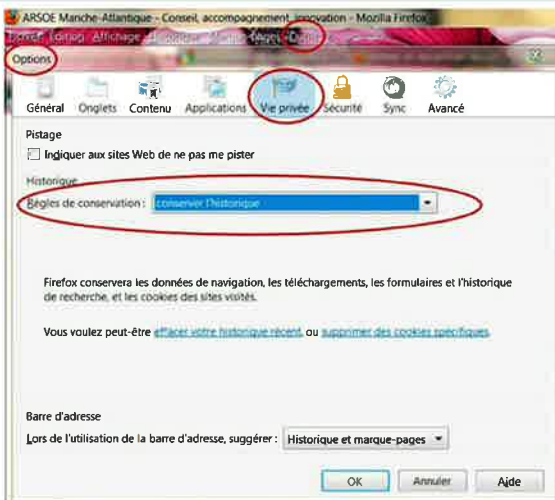 ARSOE Manche-Atlantique - Conseil, accompagnement, innovation - Mozilla Firefox
Edition Affichage
Options
Général Onglets Contenu Applications Vie privée Sécurité Sync Avancé
Pistage
Indiquer aux sites Web de ne pas me pister
Historique
Règles de conservation : conserver l'historique
Firefox conservera les données de navigation, les téléchargements, les formulaires et l'historique
de recherche, et les cookies des sites visités.
Vous voulez peut-être effacer votre historique récent, ou supprimer des cookies spécifiques.
Barre d'adresse
Lors de l'utilisation de la barre d'adresse, suggérer : Historique et marque-pages
OK Annuler Aide